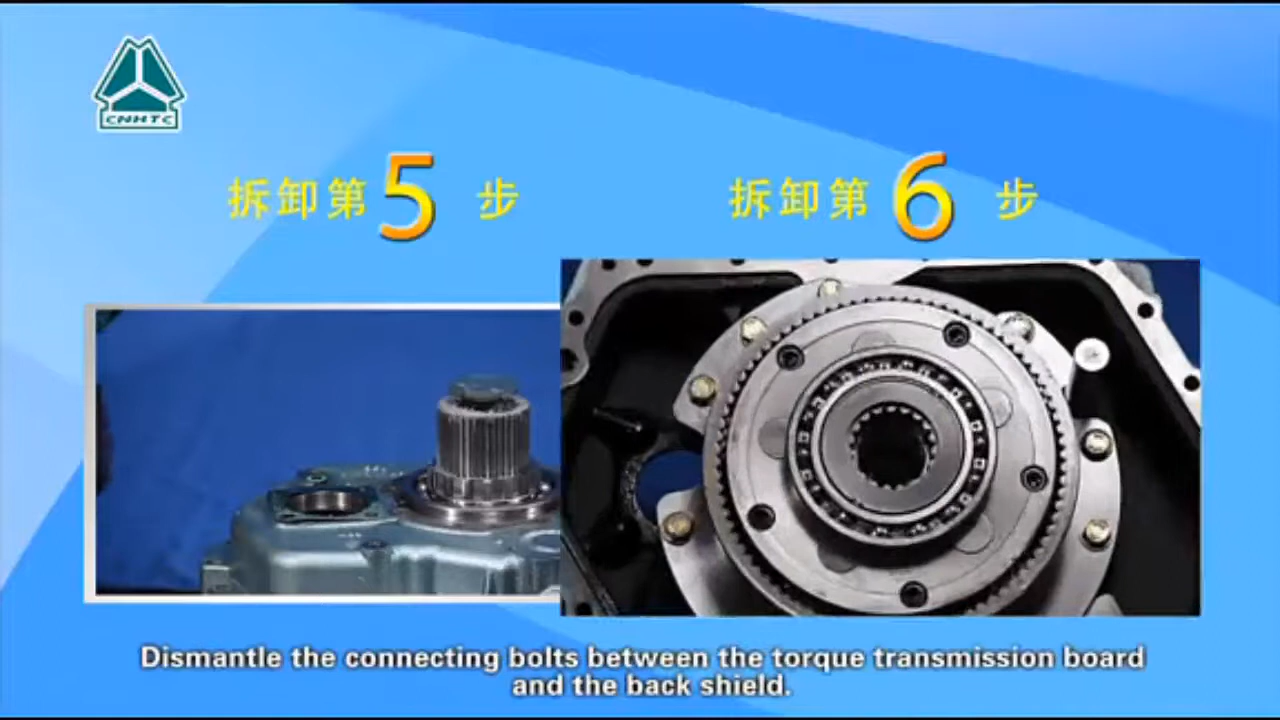 CNHTC
拆卸第5步
拆卸第6步
Dismantle the connecting bolts between the torque transmission board
and the back shield.